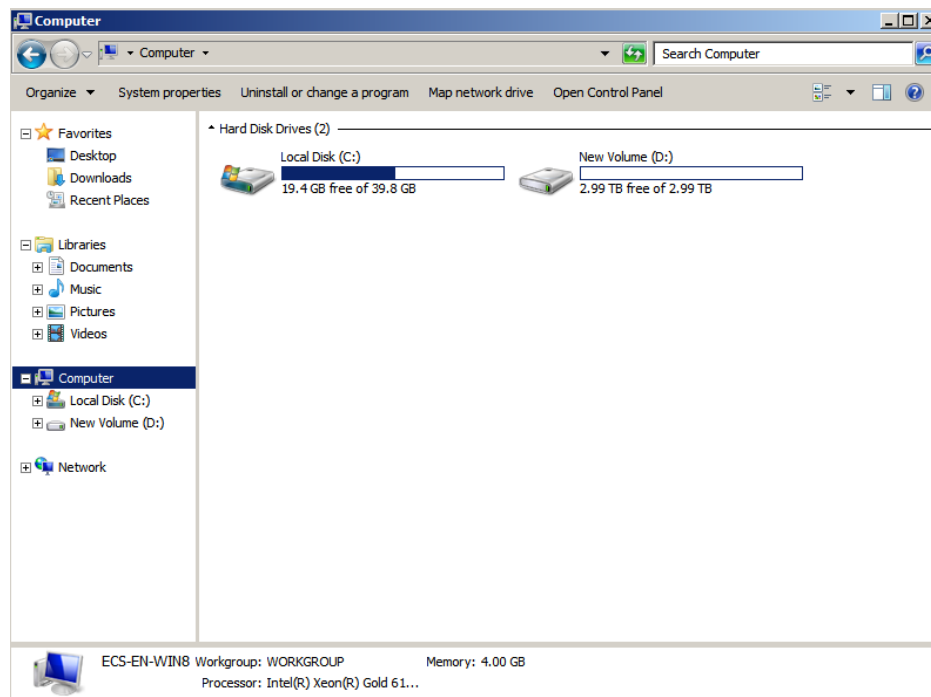 Computer
Computer
Search Computer
Organize
System properties
Uninstall or change a program
Map network drive
Open Control Panel
Favorites
Desktop
Downloads
Recent Places
Libraries
Documents
Music
Pictures
Videos
Computer
Local Disk (C:)
New Volume (D:)
Network
Hard Disk Drives (2)
Local Disk (C:)
19.4 GB free of 39.8 GB
New Volume (D:)
2.99 TB free of 2.99 TB
ECS-EN-WIN8 Workgroup: WORKGROUP
Memory: 4.00 GB
Processor: Intel(R) Xeon(R) Gold 61...